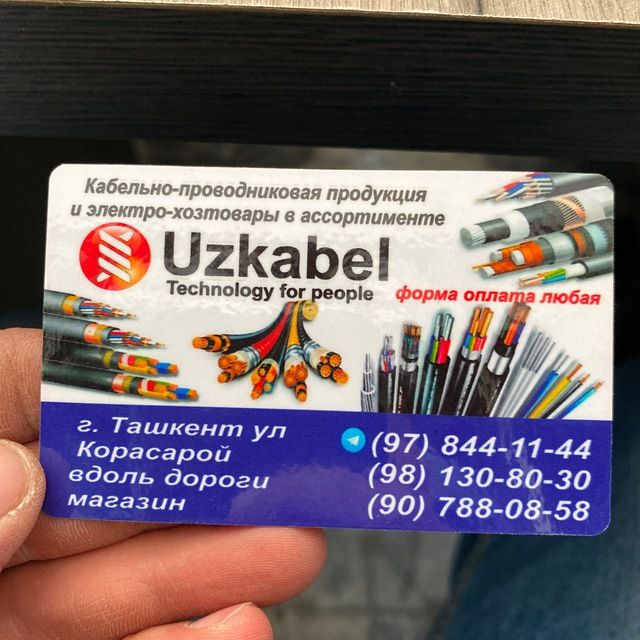 Кабельно-проводниковая продукция
и электро-хозтовары в ассортименте
Uzkabel
Technology for people
форма оплата любая
г. Ташкент ул
Корасарой
вдоль дороги
магазин
(97) 844-11-44
(98) 130-80-30
(90) 788-08-58